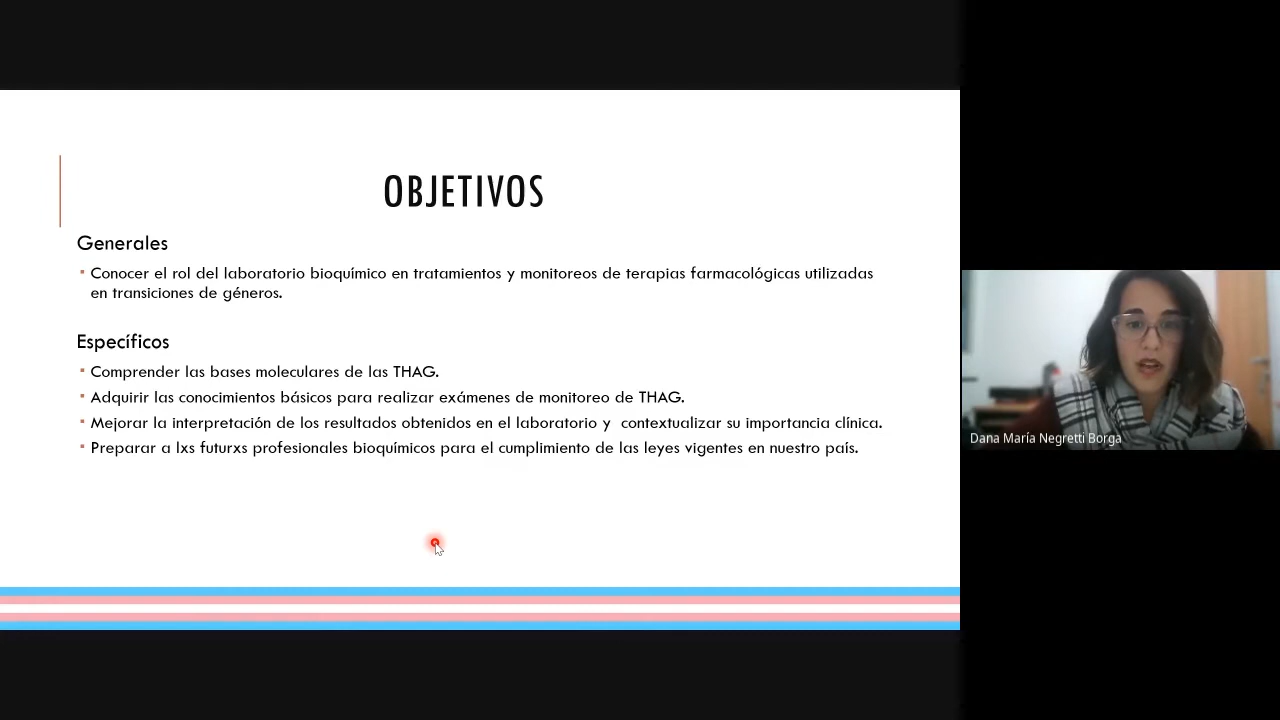 OBJETIVOS
Generales
Conocer el rol del laboratorio bioquímico en tratamientos y monitoreos de terapias farmacológicas utilizadas
en transiciones de géneros.
Específicos
Comprender las bases moleculares de las THAG.
Adquirir las conocimientos básicos para realizar exámenes de monitoreo de THAG.
Mejorar la interpretación de los resultados obtenidos en el laboratorio y  contextualizar su importancia clínica.
Preparar a lxs futurxs profesionales bioquímicos para el cumplimiento de las leyes vigentes en nuestro país.
Dana María Negretti Borga